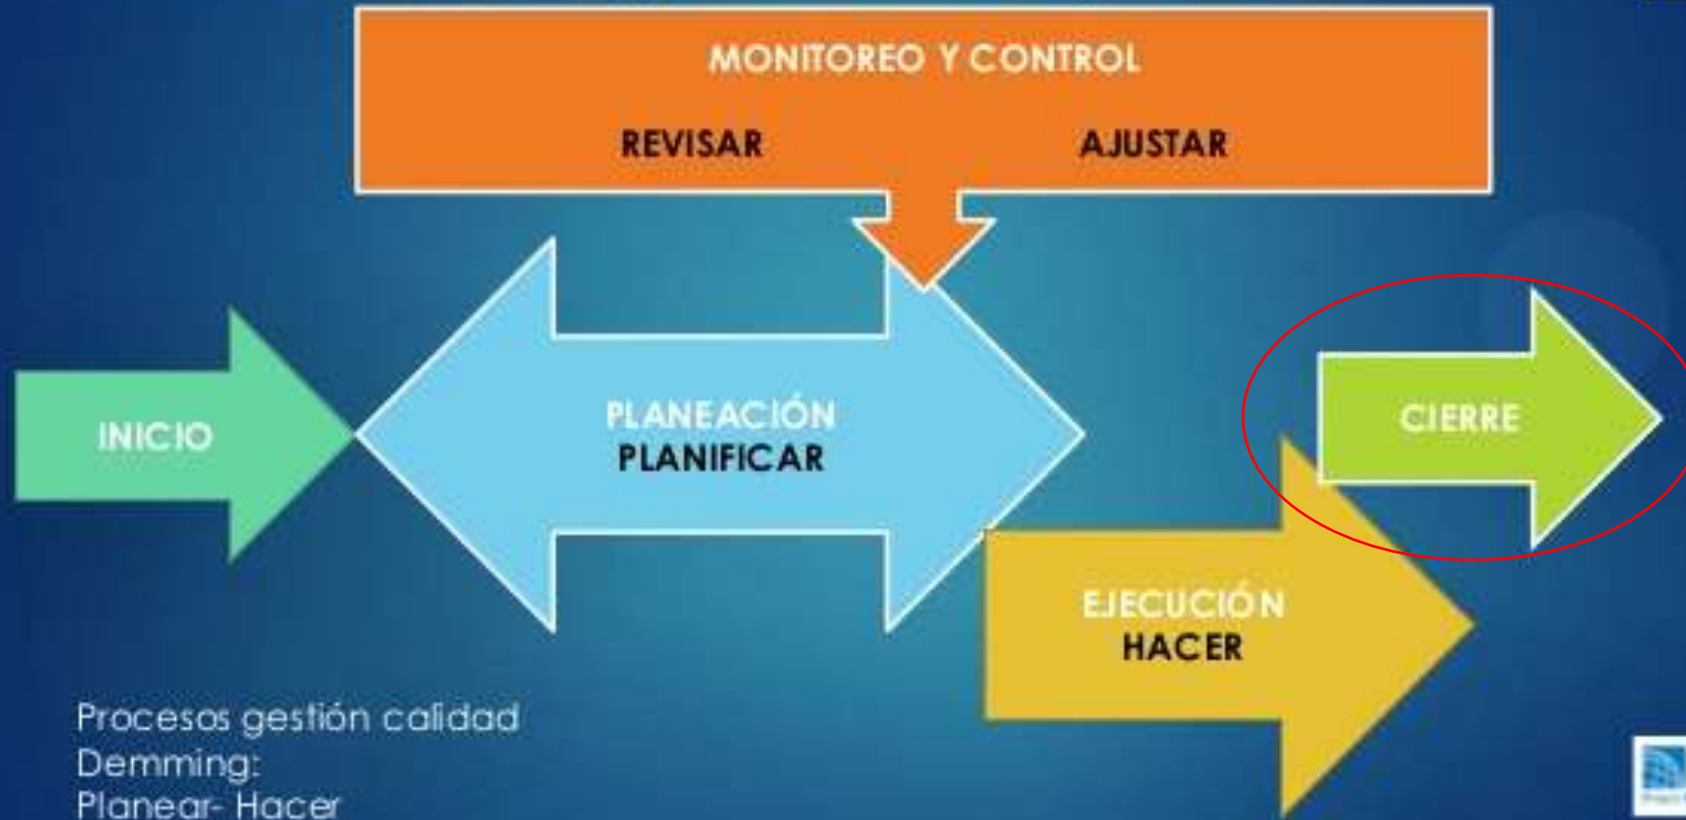 MONITOREO Y CONTROL
REVISAR AJUSTAR
INICIO
PLANEACIÓN
PLANIFICAR
CIERRE
EJECUCIÓN
HACER
Procesos gestión calidad
Demming:
Planear- Hacer